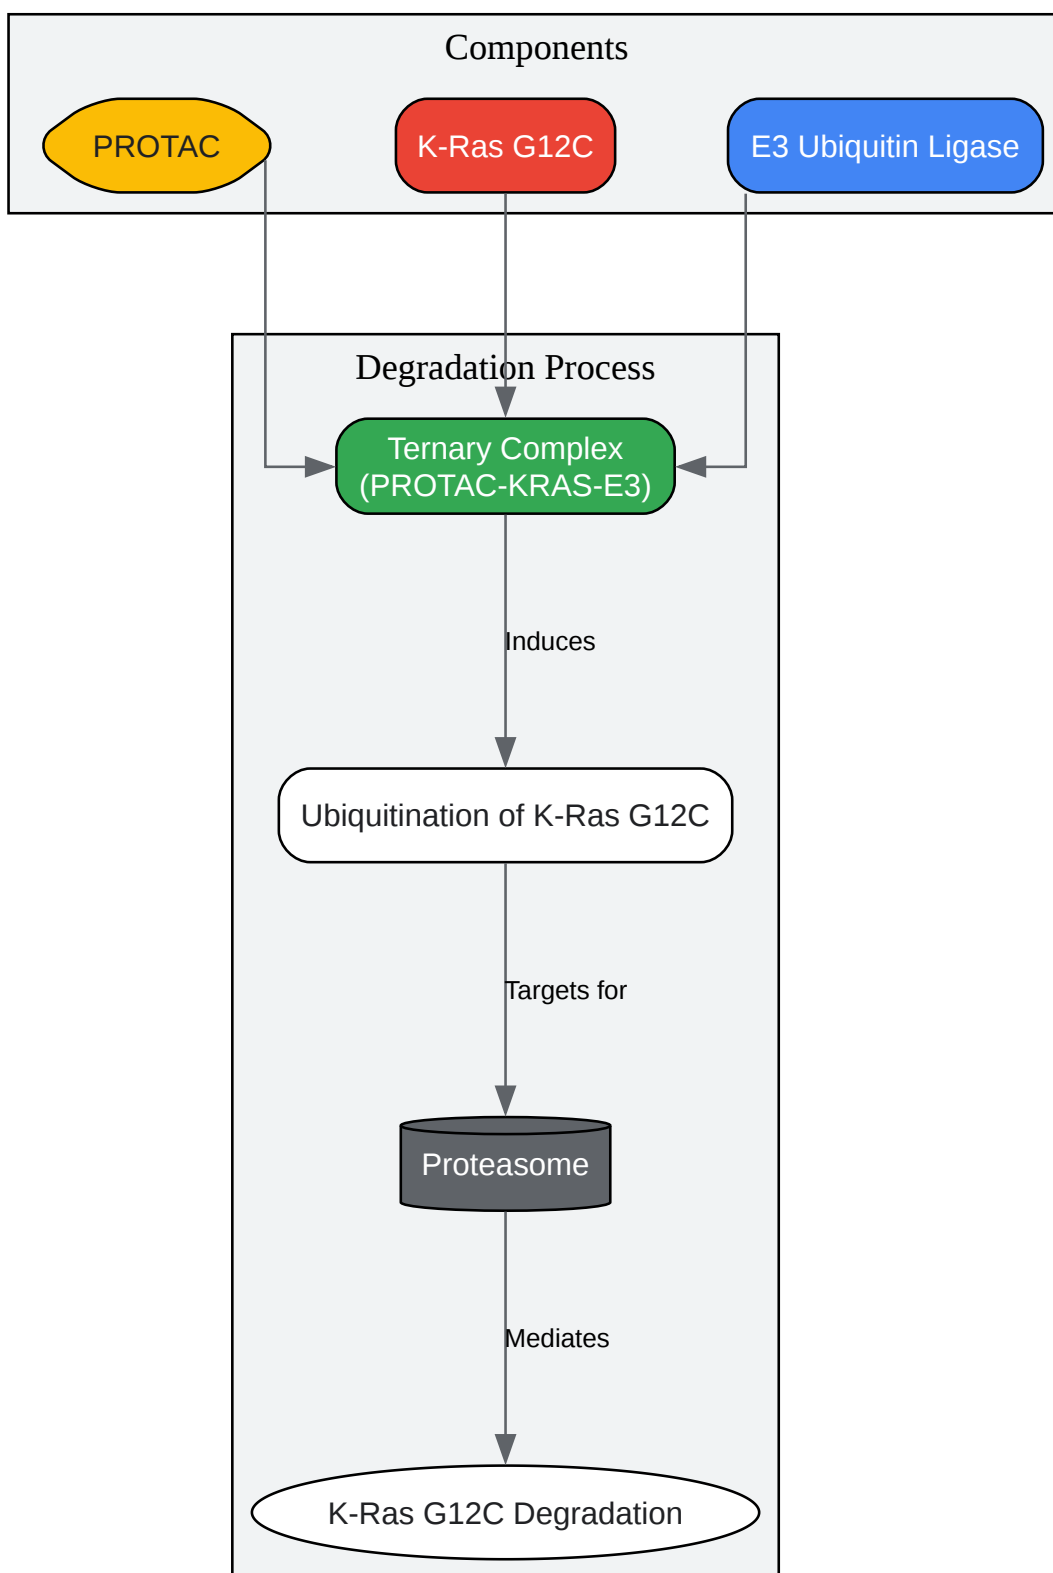 Components
PROTAC
K-Ras G12C
E3 Ubiquitin Ligase
Degradation Process
Ternary Complex
(PROTAC-KRAS-E3)
Induces
Ubiquitination of K-Ras G12C
Targets for
Proteasome
Mediates
K-Ras G12C Degradation